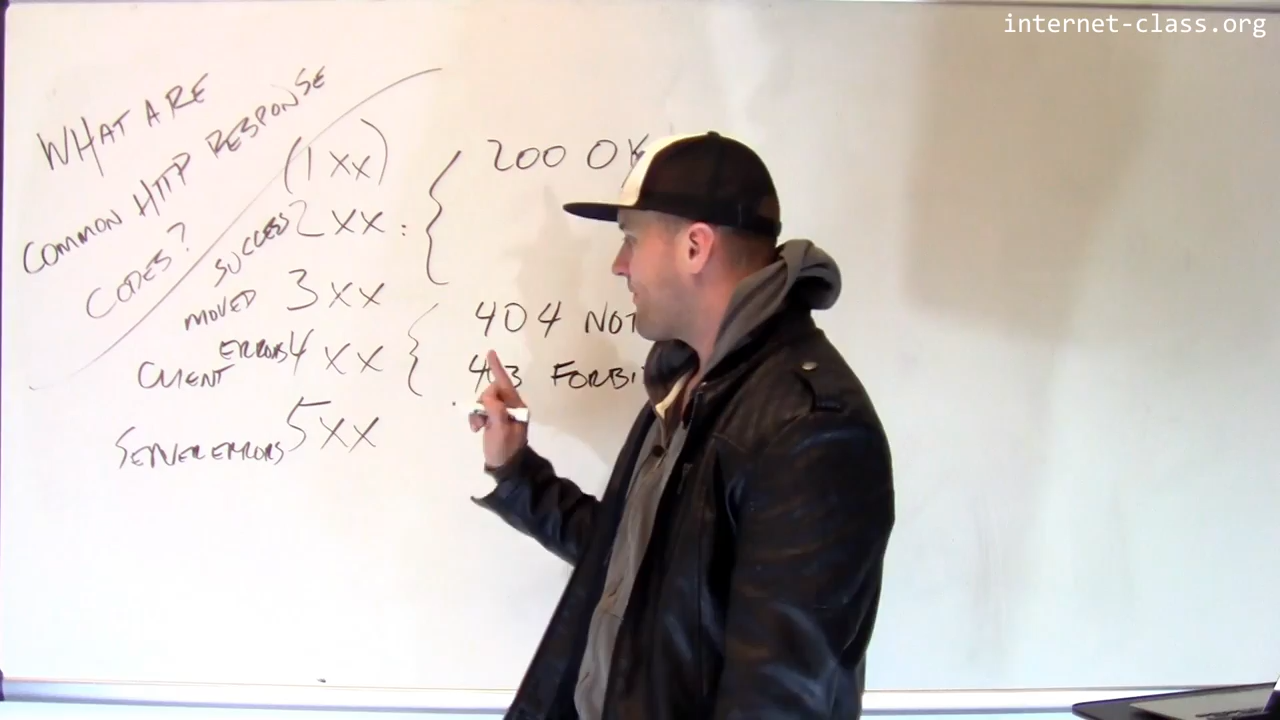 internet-class.org
WHAT ARE
COMMON HTTP RESPONSE
CODES?
(1XX)
SUCCESS 2XX :
MOVED 3XX
CLIENT ERRORS 4XX
SERVER ERRORS 5XX
200 OK
404 NOT
403 FORBI